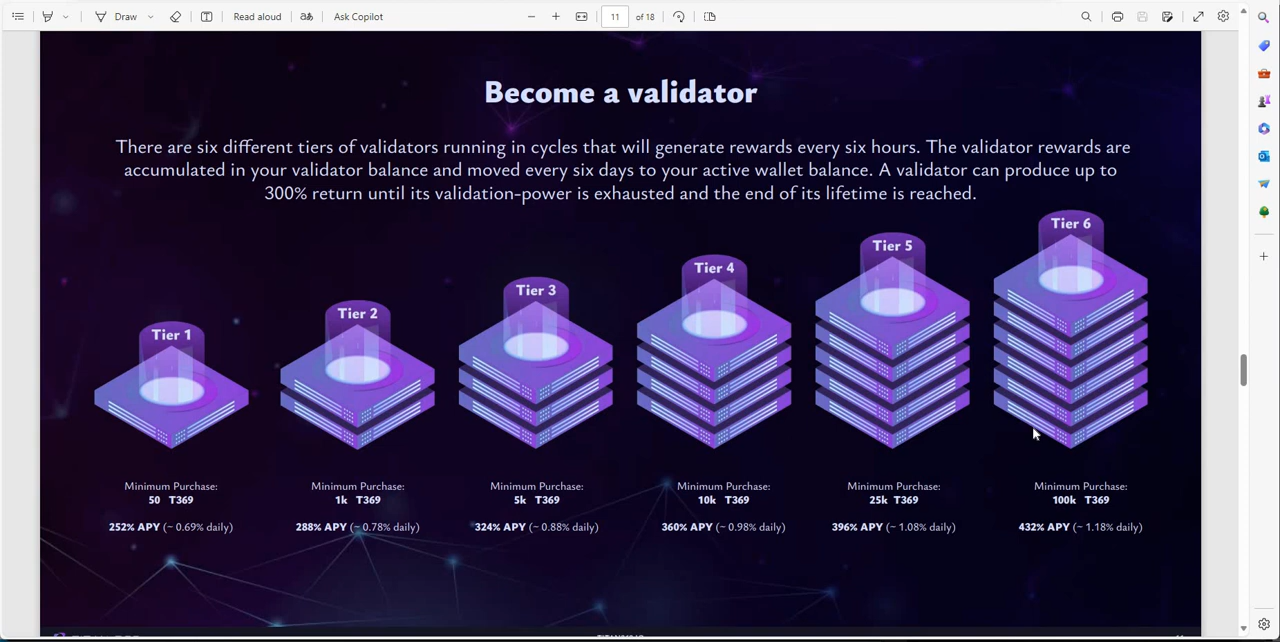 Draw
Read aloud
Ask Copilot
11
of 18
Become a validator
There are six different tiers of validators running in cycles that will generate rewards every six hours. The validator rewards are
accumulated in your validator balance and moved every six days to your active wallet balance. A validator can produce up to
300% return until its validation-power is exhausted and the end of its lifetime is reached.
Tier 1
Tier 2
Tier 3
Tier 4
Tier 5
Tier 6
Minimum Purchase:
50 T369
252% APY (~ 0.69% daily)
Minimum Purchase:
1k T369
288% APY (~ 0.78% daily)
Minimum Purchase:
5k T369
324% APY (~ 0.88% daily)
Minimum Purchase:
10k T369
360% APY (~ 0.98% daily)
Minimum Purchase:
25k T369
396% APY (~ 1.08% daily)
Minimum Purchase:
100k T369
432% APY (~ 1.18% daily)